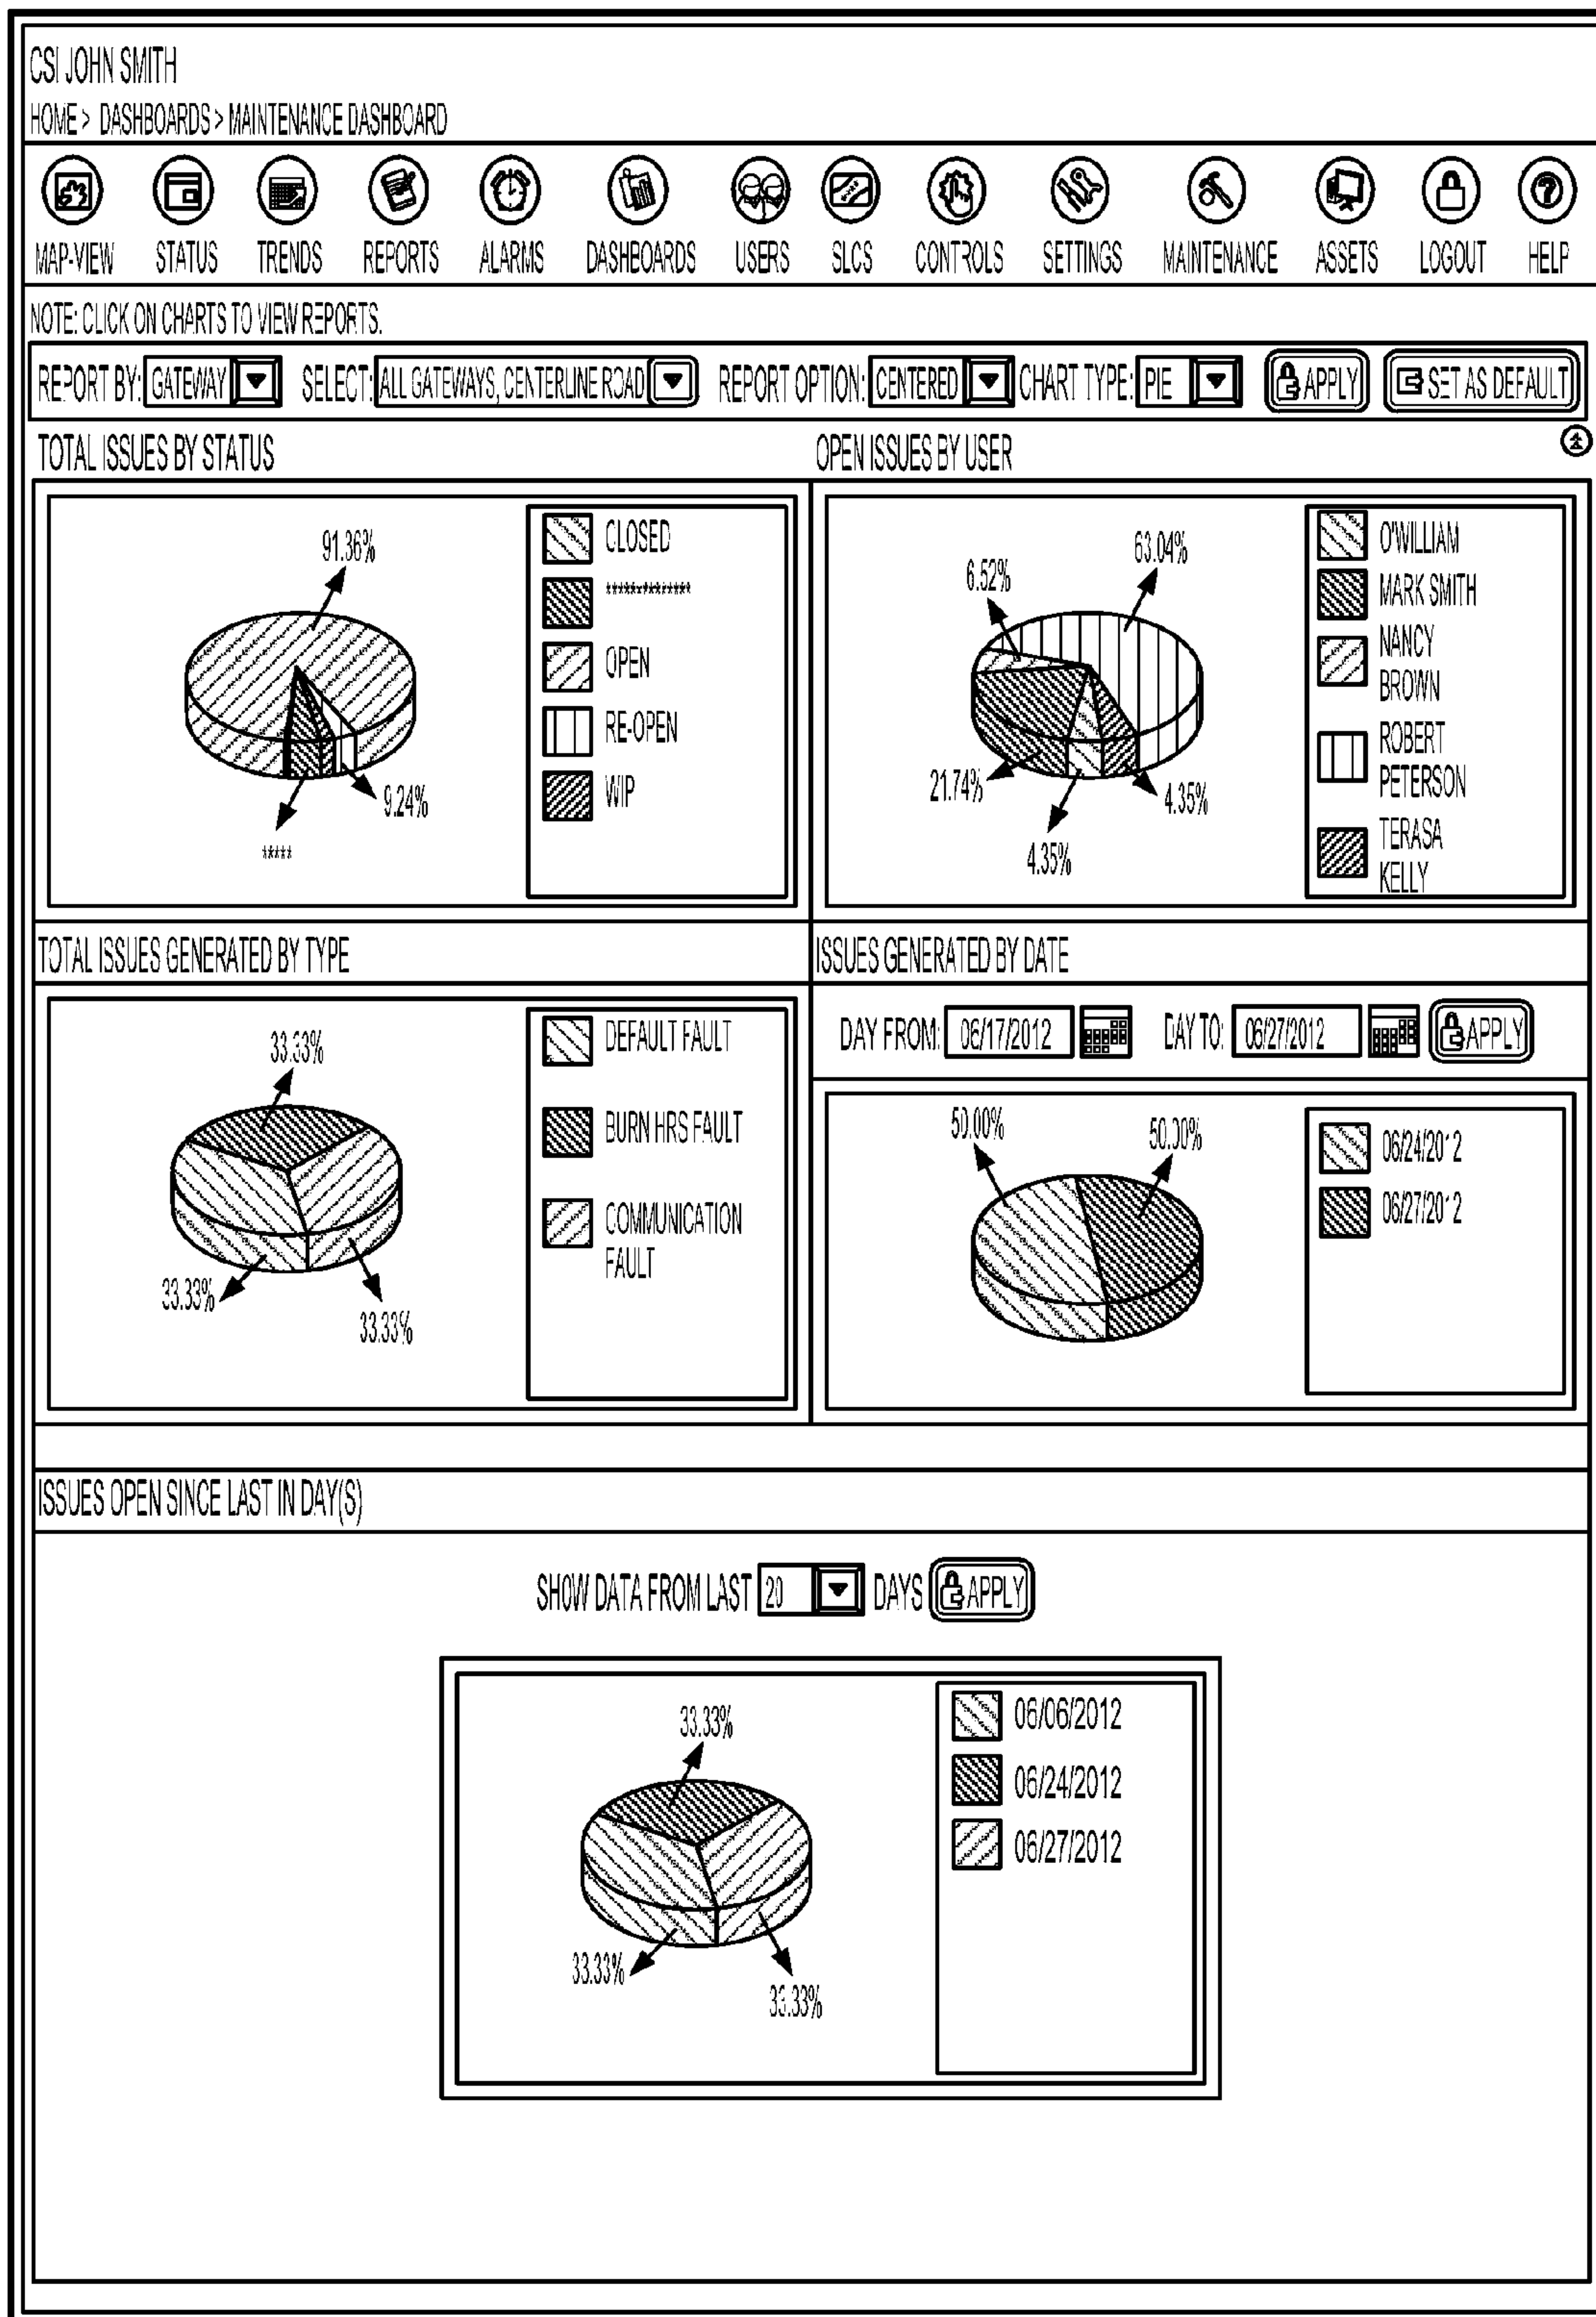 CSI JOHN SMITH
HOME > DASHBOARDS > MAINTENANCE DASHBOARD
MAP-VIEW STATUS TRENDS REPORTS ALARMS DASHBOARDS USERS SLCS CONTROLS SETTINGS MAINTENANCE ASSETS LOGOUT HELP
NOTE: CLICK ON CHARTS TO VIEW REPORTS.
REPORT BY: GATEWAY SELECT: ALL GATEWAYS, CENTERLINE ROAD REPORT OPTION: CENTERED CHART TYPE: PIE APPLY SET AS DEFAULT
TOTAL ISSUES BY STATUS
91.36%
9.24%
*****
CLOSED
**************
OPEN
RE-OPEN
WIP
OPEN ISSUES BY USER
63.04%
6.52%
21.74%
4.35%
4.35%
O'WILLIAM
MARK SMITH
NANCY
BROWN
ROBERT
PETERSON
TERASA
KELLY
TOTAL ISSUES GENERATED BY TYPE
33.33%
33.33%
33.33%
DEFAULT FAULT
BURN HRS FAULT
COMMUNICATION
FAULT
ISSUES GENERATED BY DATE
DAY FROM: 06/17/2012 DAY TO: 06/27/2012 APPLY
50.00%
50.00%
06/24/2012
06/27/2012
ISSUES OPEN SINCE LAST IN DAY(S)
SHOW DATA FROM LAST 20 DAYS APPLY
33.33%
33.33%
33.33%
06/06/2012
06/24/2012
06/27/2012